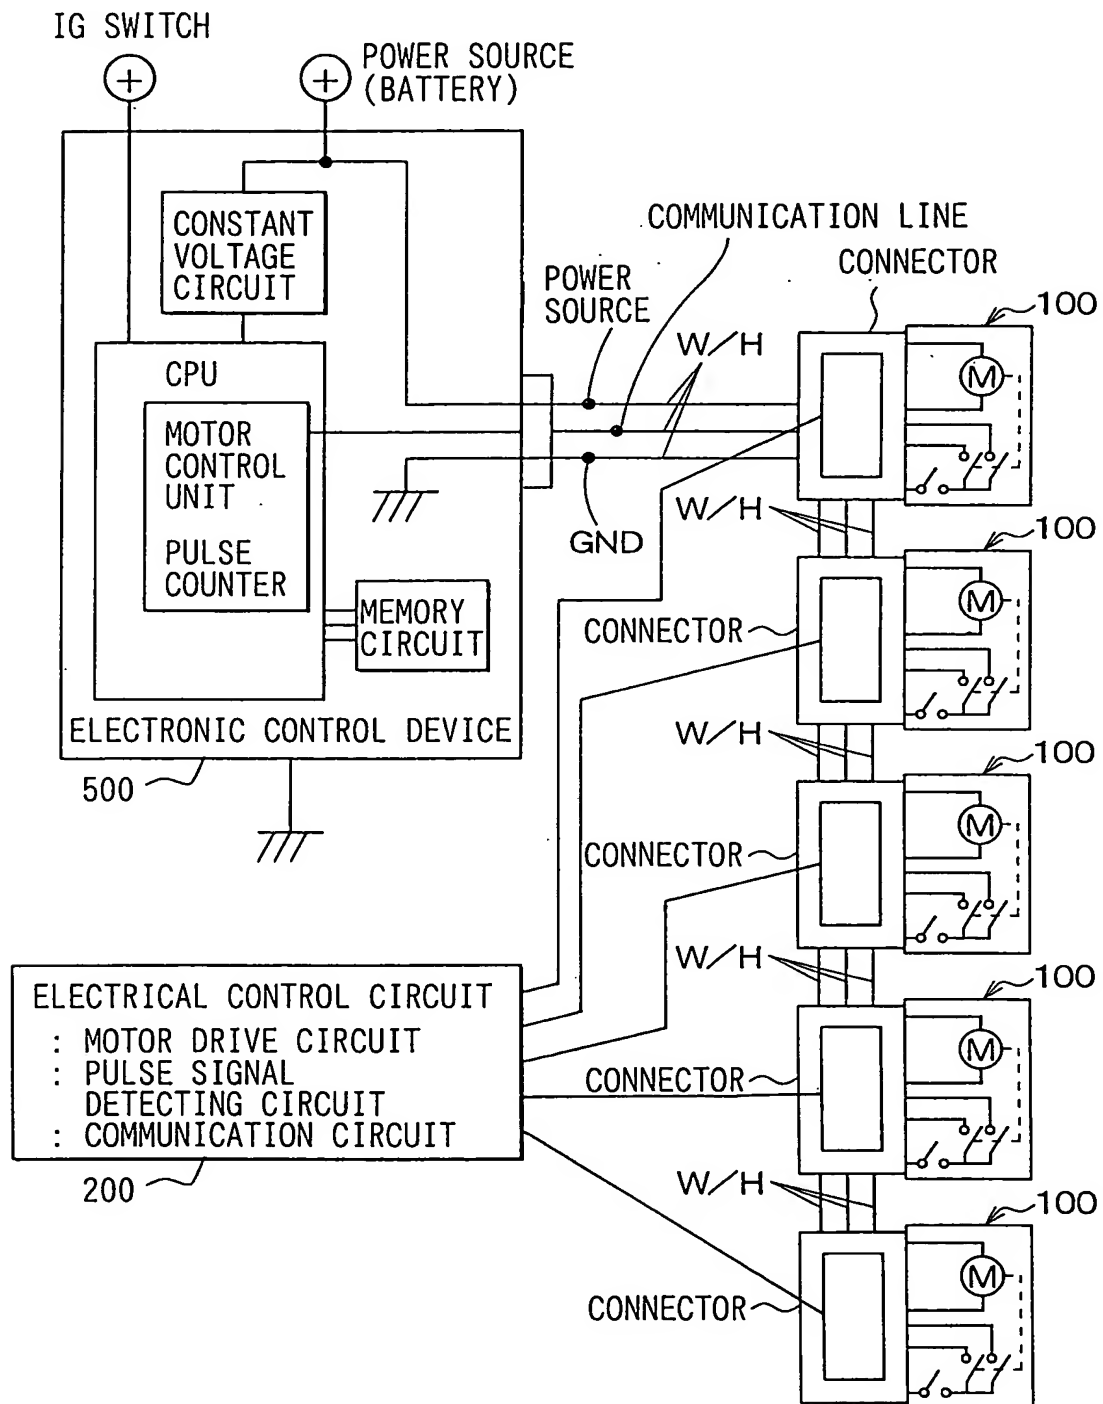 IG SWITCH
POWER SOURCE
(BATTERY)
CONSTANT
VOLTAGE
CIRCUIT
COMMUNICATION LINE
CONNECTOR
POWER
SOURCE
W/H
100
M
CPU
MOTOR
CONTROL
UNIT
PULSE
COUNTER
GND
W/H
100
M
MEMORY
CIRCUIT
CONNECTOR
ELECTRONIC CONTROL DEVICE
500
W/H
100
M
CONNECTOR
W/H
100
M
CONNECTOR
ELECTRICAL CONTROL CIRCUIT
: MOTOR DRIVE CIRCUIT
: PULSE SIGNAL
DETECTING CIRCUIT
: COMMUNICATION CIRCUIT
200
W/H
100
M
CONNECTOR